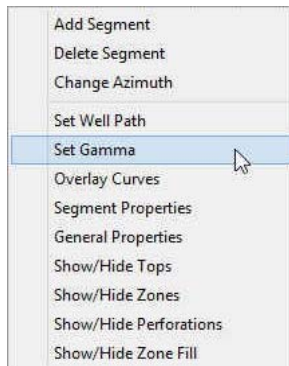 Add Segment
Delete Segment
Change Azimuth
Set Well Path
Set Gamma
Overlay Curves
Segment Properties
General Properties
Show/Hide Tops
Show/Hide Zones
Show/Hide Perforations
Show/Hide Zone Fill